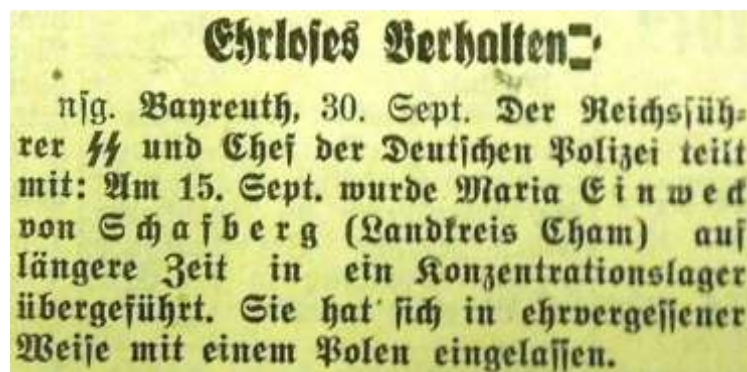 Ehrloses Verhalten
nsg. Bayreuth, 30. Sept. Der Reichsfüh-
rer ᛋᛋ und Chef der Deutschen Polizei teilt
mit: Am 15. Sept. wurde Maria Einweck
von Schafberg (Landkreis Cham) auf
längere Zeit in ein Konzentrationslager
übergeführt. Sie hat sich in ehrvergessener
Weise mit einem Polen eingelassen.